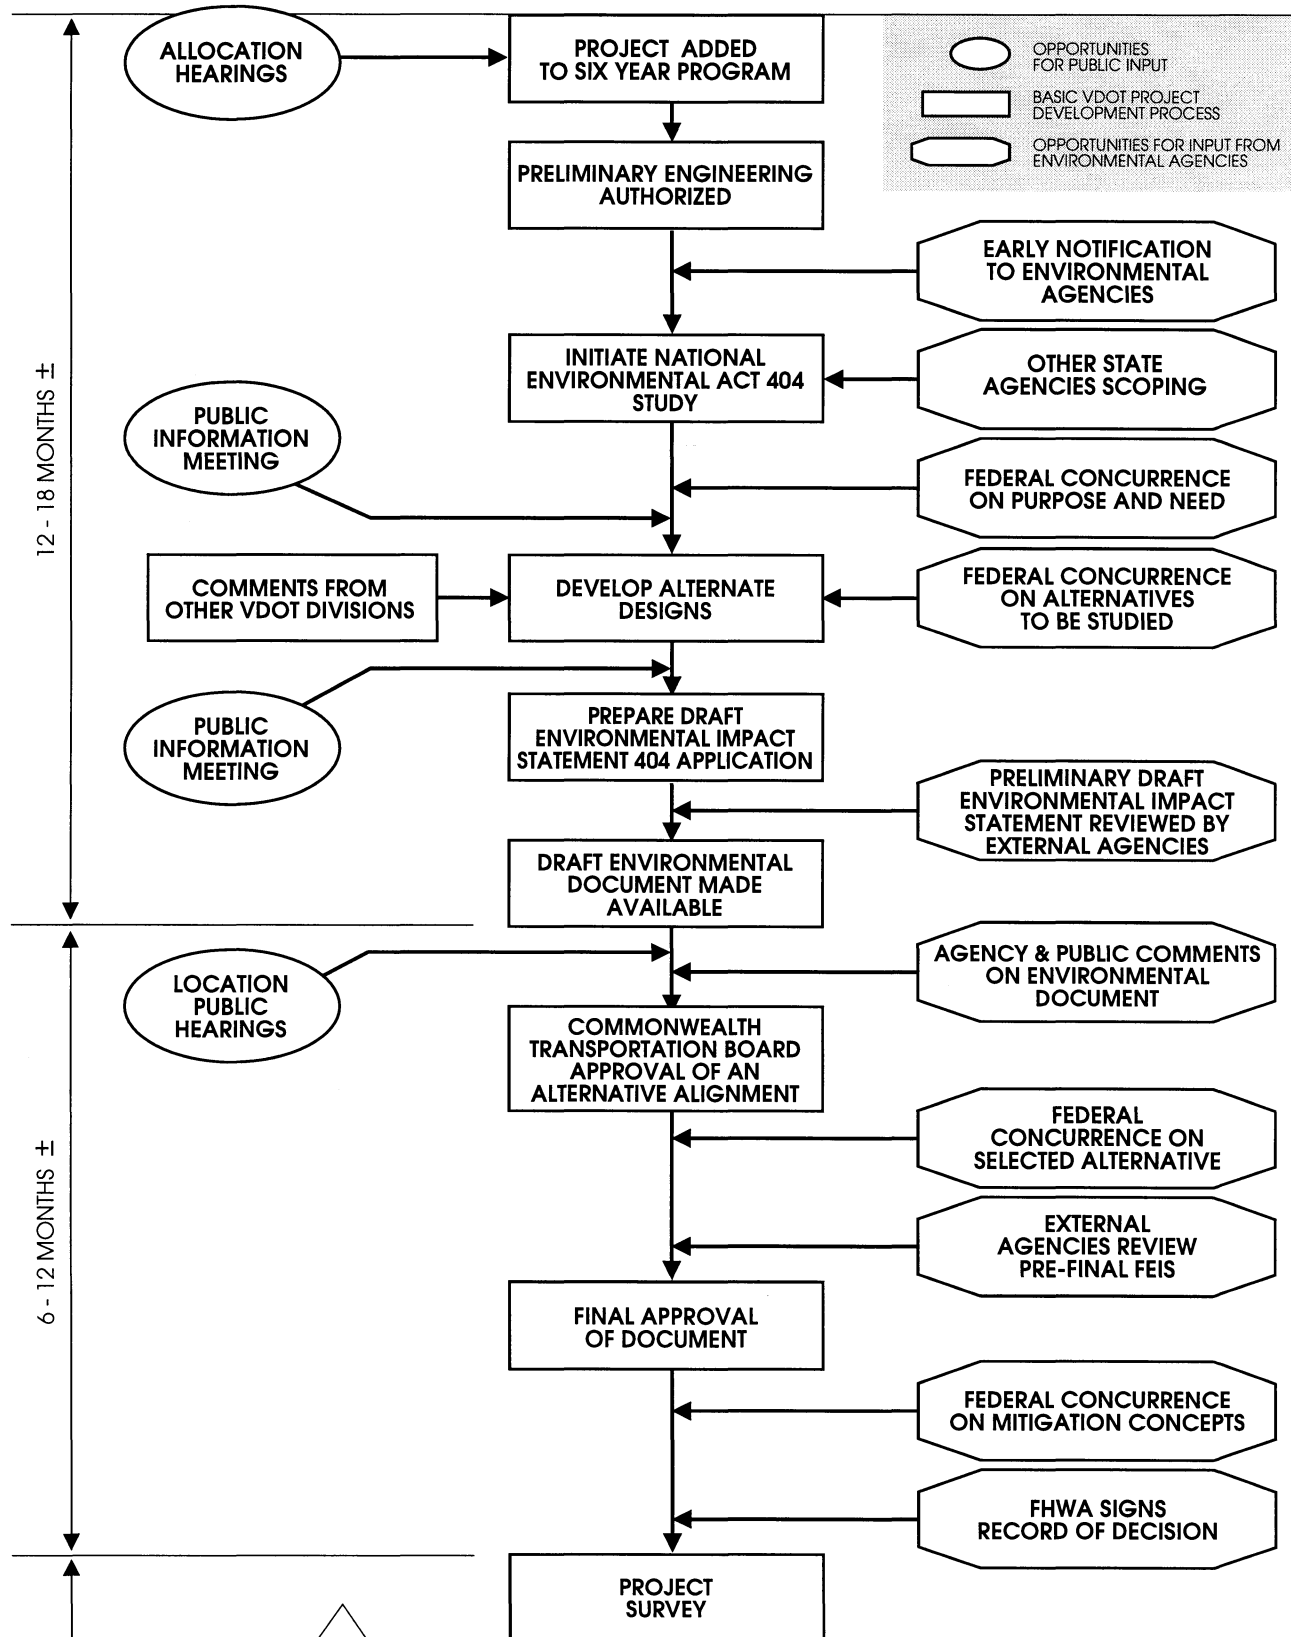 ALLOCATION
HEARINGS
PROJECT ADDED
TO SIX YEAR PROGRAM
OPPORTUNITIES
FOR PUBLIC INPUT
BASIC VDOT PROJECT
DEVELOPMENT PROCESS
OPPORTUNITIES FOR INPUT FROM
ENVIRONMENTAL AGENCIES
PRELIMINARY ENGINEERING
AUTHORIZED
EARLY NOTIFICATION
TO ENVIRONMENTAL
AGENCIES
12 - 18 MONTHS ±
INITIATE NATIONAL
ENVIRONMENTAL ACT 404
STUDY
OTHER STATE
AGENCIES SCOPING
PUBLIC
INFORMATION
MEETING
FEDERAL CONCURRENCE
ON PURPOSE AND NEED
COMMENTS FROM
OTHER VDOT DIVISIONS
DEVELOP ALTERNATE
DESIGNS
FEDERAL CONCURRENCE
ON ALTERNATIVES
TO BE STUDIED
PUBLIC
INFORMATION
MEETING
PREPARE DRAFT
ENVIRONMENTAL IMPACT
STATEMENT 404 APPLICATION
PRELIMINARY DRAFT
ENVIRONMENTAL IMPACT
STATEMENT REVIEWED BY
EXTERNAL AGENCIES
DRAFT ENVIRONMENTAL
DOCUMENT MADE
AVAILABLE
LOCATION
PUBLIC
HEARINGS
AGENCY & PUBLIC COMMENTS
ON ENVIRONMENTAL
DOCUMENT
6 - 12 MONTHS ±
COMMONWEALTH
TRANSPORTATION BOARD
APPROVAL OF AN
ALTERNATIVE ALIGNMENT
FEDERAL
CONCURRENCE ON
SELECTED ALTERNATIVE
EXTERNAL
AGENCIES REVIEW
PRE-FINAL FEIS
FINAL APPROVAL
OF DOCUMENT
FEDERAL CONCURRENCE
ON MITIGATION CONCEPTS
FHWA SIGNS
RECORD OF DECISION
PROJECT
SURVEY